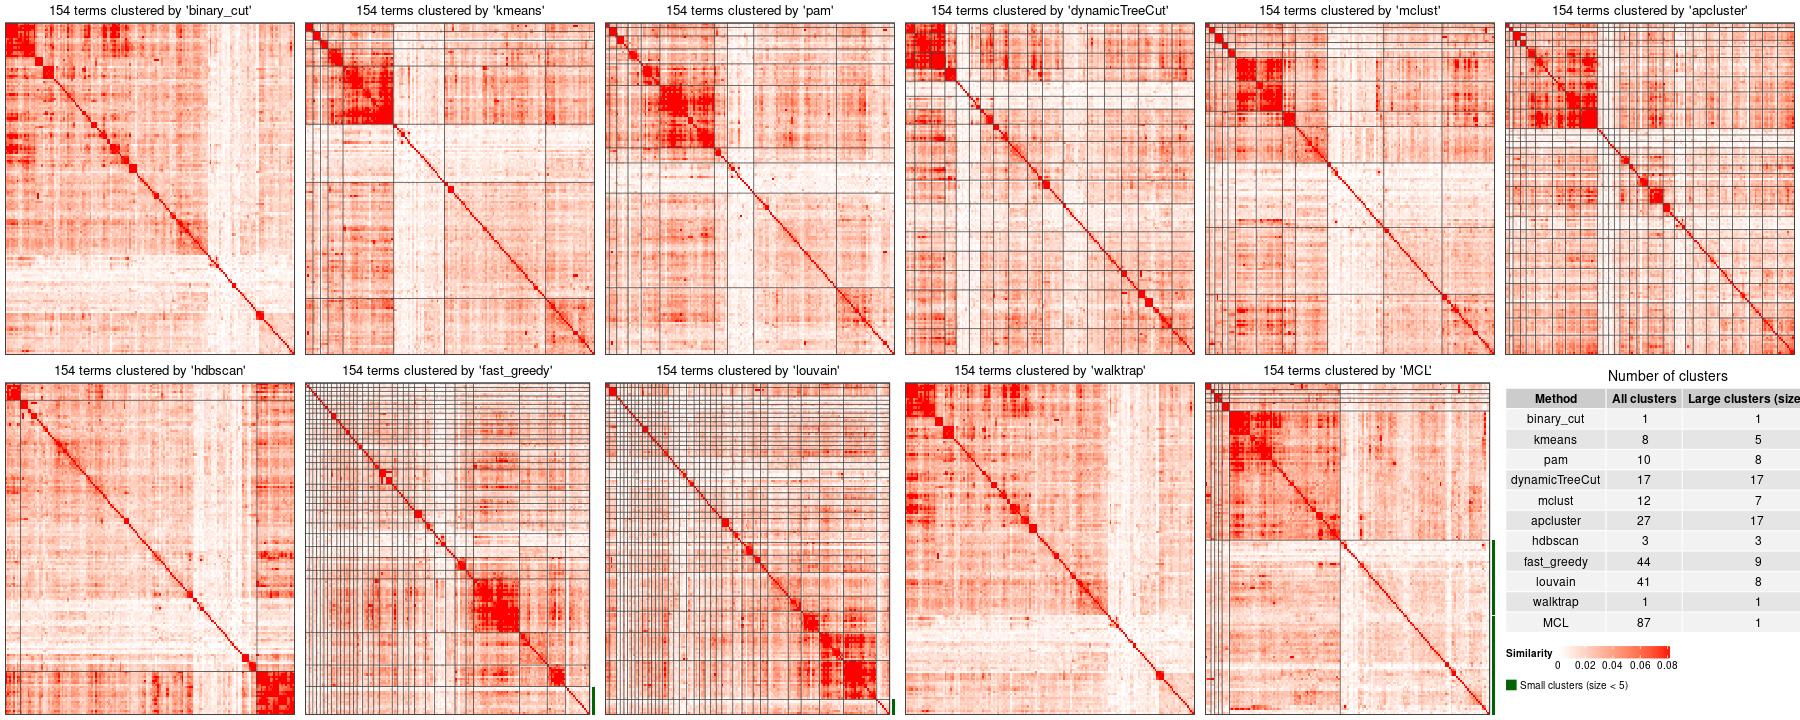 154 terms clustered by 'binary_cut'
154 terms clustered by 'kmeans'
154 terms clustered by 'pam'
154 terms clustered by 'dynamicTreeCut'
154 terms clustered by 'mclust'
154 terms clustered by 'apcluster'
154 terms clustered by 'hdbscan'
154 terms clustered by 'fast_greedy'
154 terms clustered by 'louvain'
154 terms clustered by 'walktrap'
154 terms clustered by 'MCL'
Number of clusters
Method All clusters Large clusters (size
binary_cut 1 1
kmeans 8 5
pam 10 8
dynamicTreeCut 17 17
mclust 12 7
apcluster 27 17
hdbscan 3 3
fast_greedy 44 9
louvain 41 8
walktrap 1 1
MCL 87 1
Similarity
0 0.02 0.04 0.06 0.08
Small clusters (size < 5)